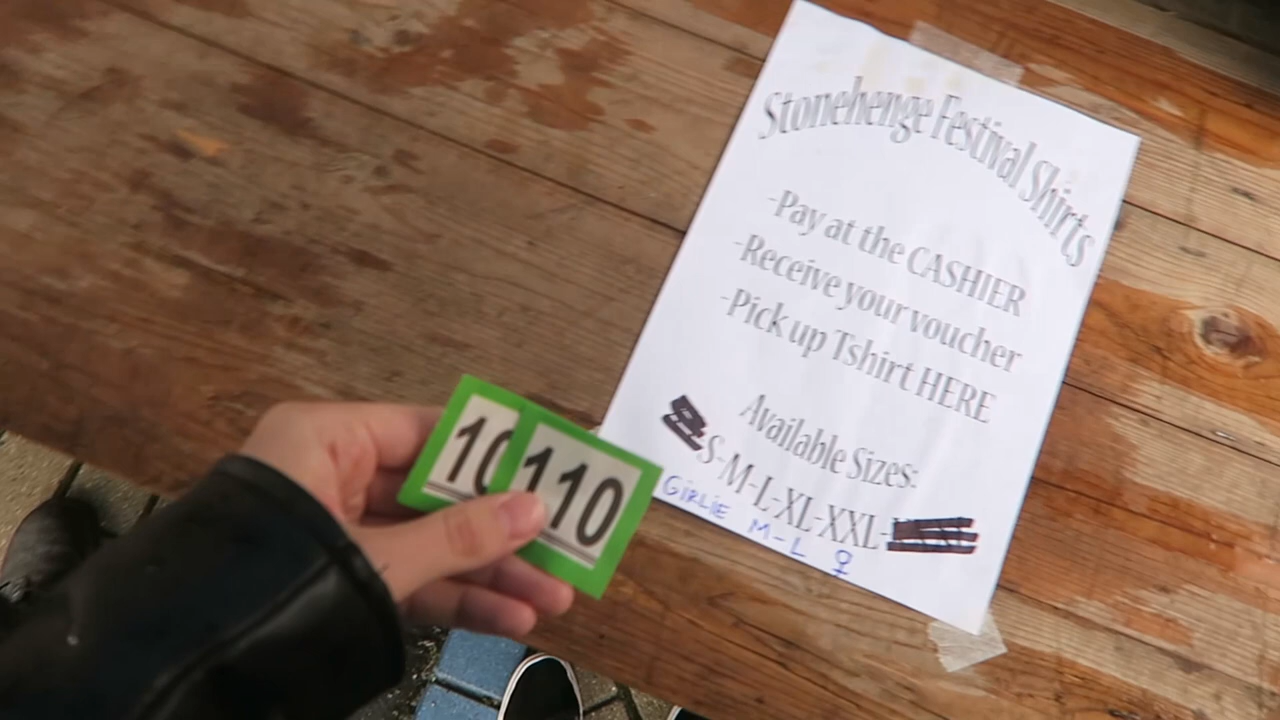 Stonehenge Festival Shirts
-Pay at the CASHIER
-Receive your voucher
-Pick up Tshirt HERE
Available Sizes:
S-M-L-XL-XXL-
GIRLIE M-L ♀
10
110